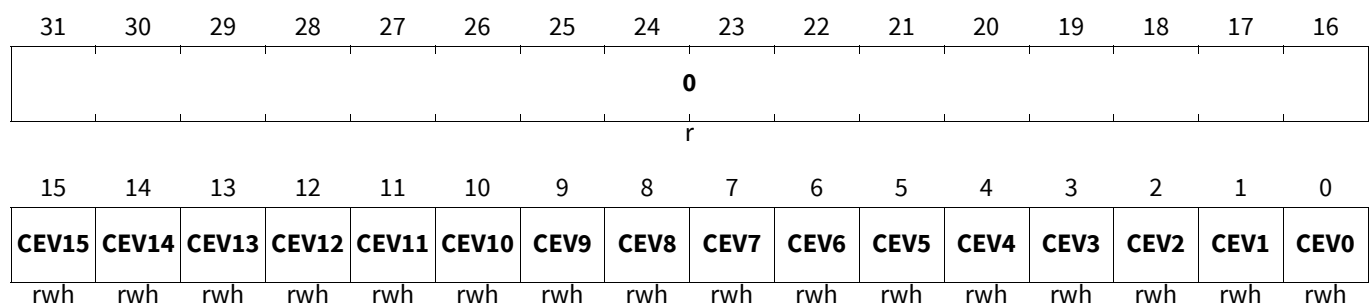 31 30 29 28 27 26 25 24 23 22 21 20 19 18 17 16
0
r
15 14 13 12 11 10 9 8 7 6 5 4 3 2 1 0
CEV15 CEV14 CEV13 CEV12 CEV11 CEV10 CEV9 CEV8 CEV7 CEV6 CEV5 CEV4 CEV3 CEV2 CEV1 CEV0
rwh rwh rwh rwh rwh rwh rwh rwh rwh rwh rwh rwh rwh rwh rwh rwh